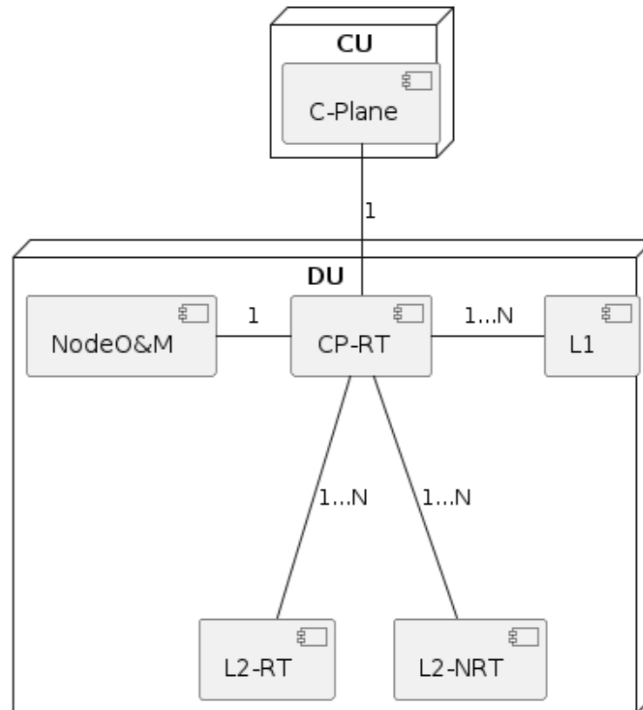 CU
C-Plane
1
DU
NodeO&M
1
CP-RT
1...N
L1
1...N
1...N
L2-RT
L2-NRT